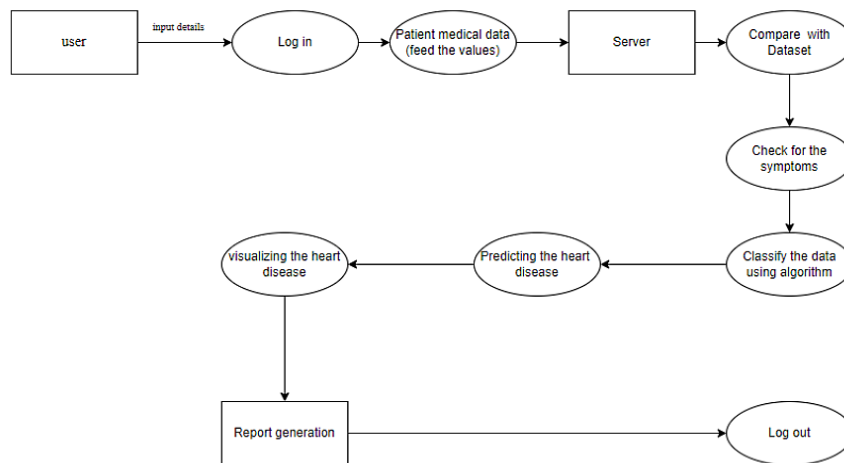 user
input details
Log in
Patient medical data
(feed the values)
Server
Compare with
Dataset
Check for the
symptoms
Classify the data
using algorithm
Predicting the heart
disease
visualizing the heart
disease
Report generation
Log out